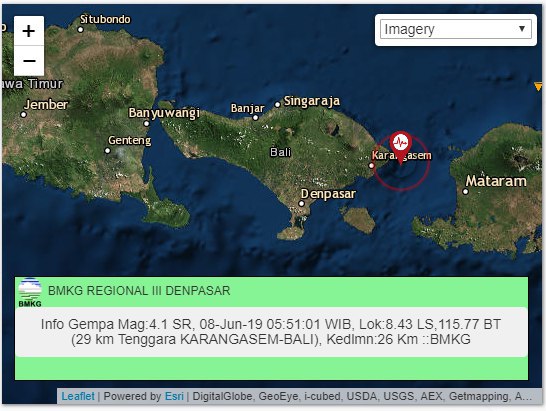 +
−
Imagery
Situbondo
Jawa Timur
Jember
Banyuwangi
Genteng
Banjar
Singaraja
Bali
Karangasem
Denpasar
Mataram
BMKG
BMKG REGIONAL III DENPASAR
Info Gempa Mag:4.1 SR, 08-Jun-19 05:51:01 WIB, Lok:8.43 LS,115.77 BT
(29 km Tenggara KARANGASEM-BALI), Kedlmn:26 Km ::BMKG
Leaflet | Powered by Esri | DigitalGlobe, GeoEye, i-cubed, USDA, USGS, AEX, Getmapping, A...